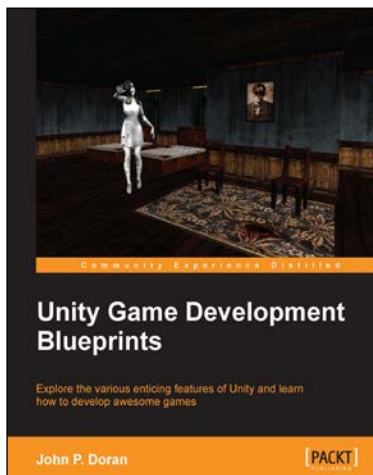 Community Experience Distilled
Unity Game Development
Blueprints
Explore the various enticing features of Unity and learn
how to develop awesome games
John P. Doran
[PACKT]
PUBLISHING